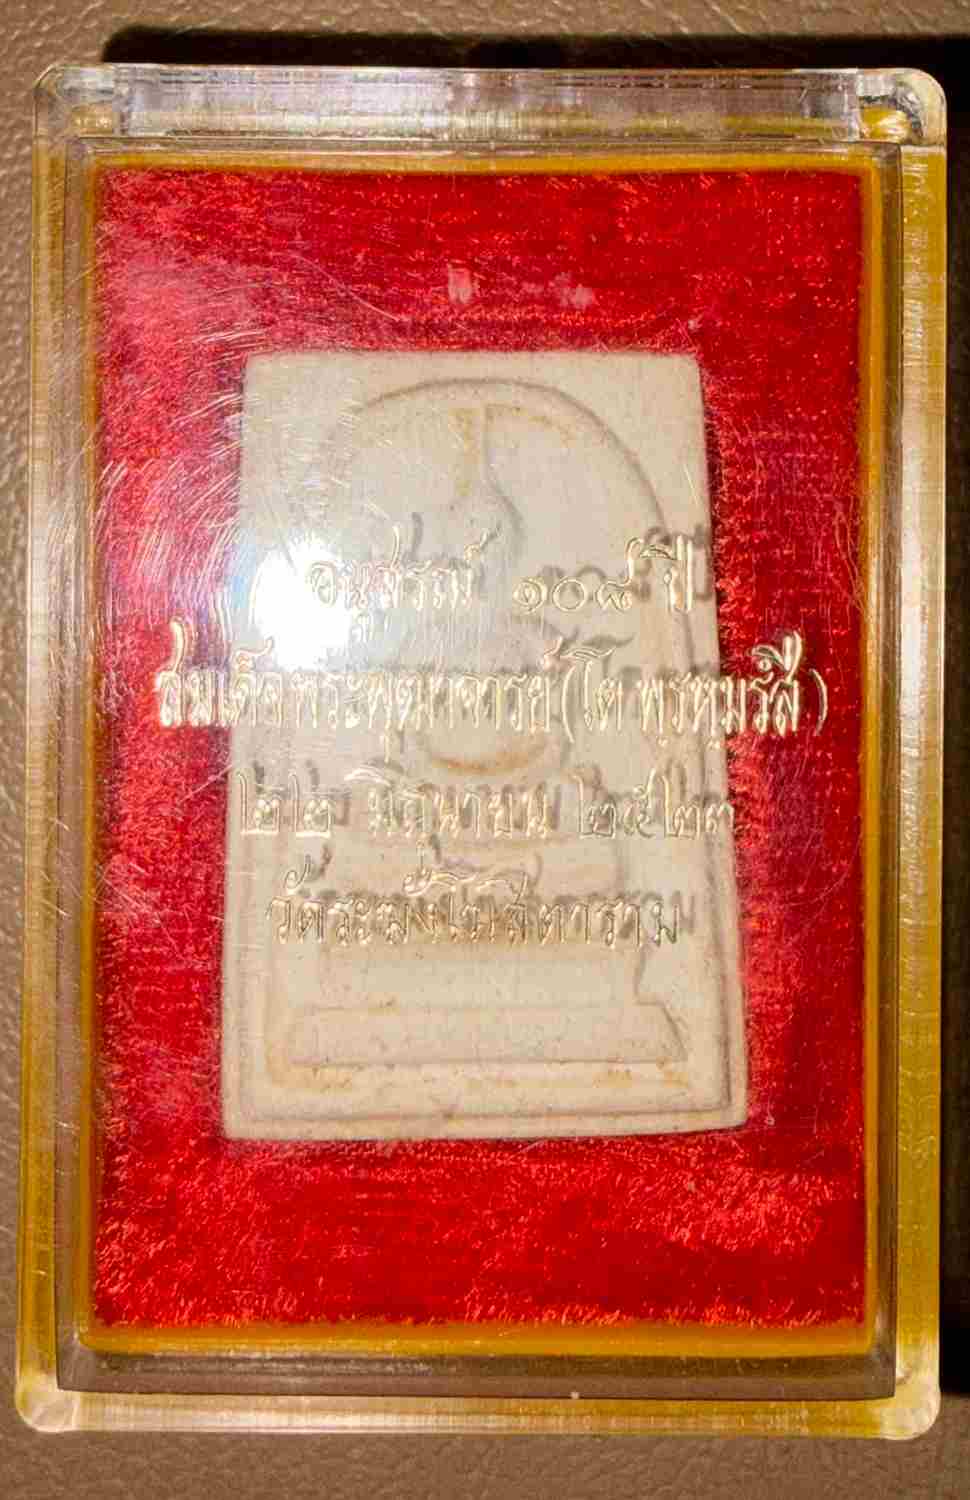 อนุสรณ์ ๑๐๘ ปี
สมเด็จพระพุฒาจารย์ (โต พฺรหฺมรํสี)
๒๒ มิถุนายน ๒๕๒๓
วัดระฆังโฆสิตาราม